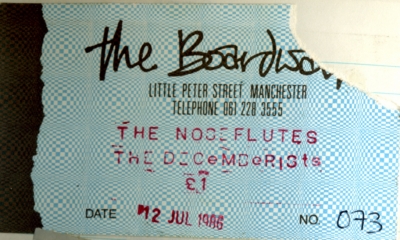 the Boardwal
LITTLE PETER STREET MANCHESTER
TELEPHONE 061 228 3555
THE NOSEFLUTES
THE DECeMBeRISts
£1
DATE 12 JUL 1986 NO. 073